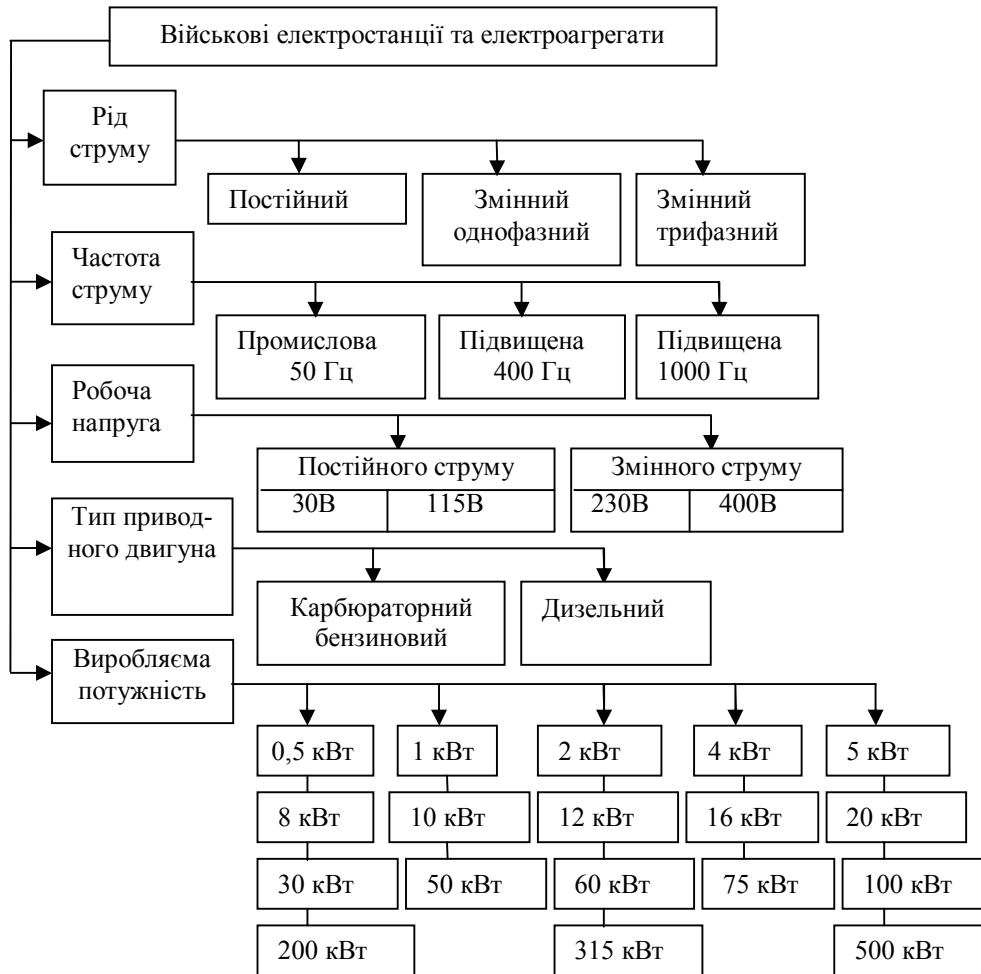 Військові електростанції та електроагрегати
Рід
струму
Постійний
Змінний
однофазний
Змінний
трифазний
Частота
струму
Промислова
50 Гц
Підвищена
400 Гц
Підвищена
1000 Гц
Робоча
напруга
Постійного струму
30В
115В
Змінного струму
230В
400В
Тип привод-
ного двигуна
Карбюраторний
бензиновий
Дизельний
Виробляєма
потужність
0,5 кВт
1 кВт
2 кВт
4 кВт
5 кВт
8 кВт
10 кВт
12 кВт
16 кВт
20 кВт
30 кВт
50 кВт
60 кВт
75 кВт
100 кВт
200 кВт
315 кВт
500 кВт